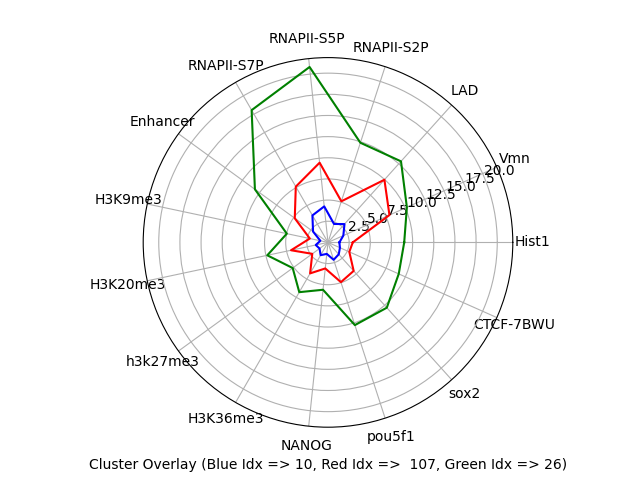 RNAPII-S5P
RNAPII-S2P
RNAPII-S7P
LAD
Enhancer
Vmn
20.0
17.5
15.0
12.5
10.0
7.5
5.0
2.5
H3K9me3
Hist1
H3K20me3
CTCF-7BWU
h3k27me3
sox2
H3K36me3
pou5f1
NANOG
Cluster Overlay (Blue Idx => 10, Red Idx =>  107, Green Idx => 26)